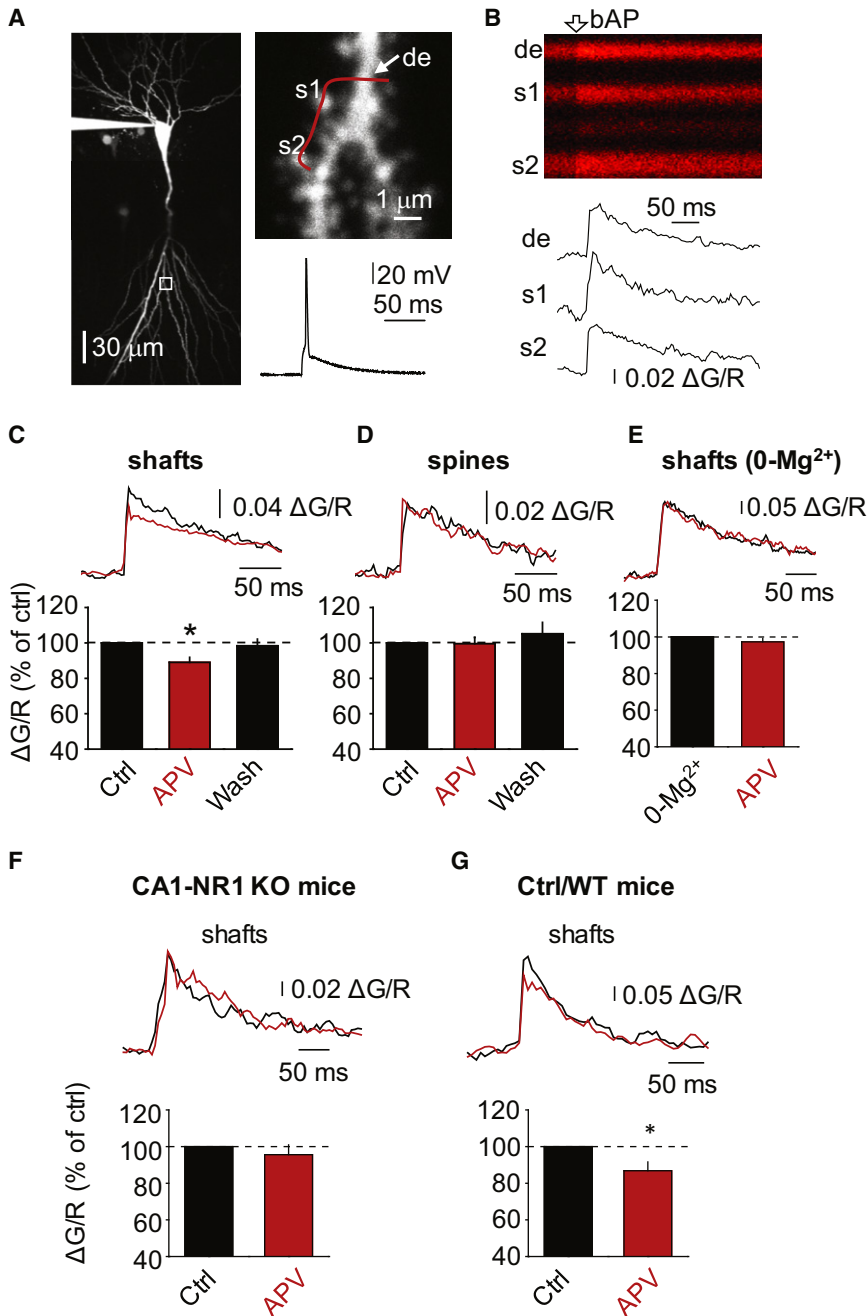 A
de
s1
s2
1 μm
30 μm
20 mV
50 ms
B
bAP
de
s1
s2
50 ms
de
s1
s2
0.02 ΔG/R
C
shafts
0.04 ΔG/R
50 ms
ΔG/R (% of ctrl)
120
100
80
60
40
*
Ctrl
APV
Wash
D
spines
0.02 ΔG/R
50 ms
120
100
80
60
40
Ctrl
APV
Wash
E
shafts (0-Mg²⁺)
0.05 ΔG/R
50 ms
120
100
80
60
40
0-Mg²⁺
APV
F
CA1-NR1 KO mice
shafts
0.02 ΔG/R
50 ms
ΔG/R (% of ctrl)
120
100
80
60
40
Ctrl
APV
G
Ctrl/WT mice
shafts
0.05 ΔG/R
50 ms
120
100
80
60
40
*
Ctrl
APV